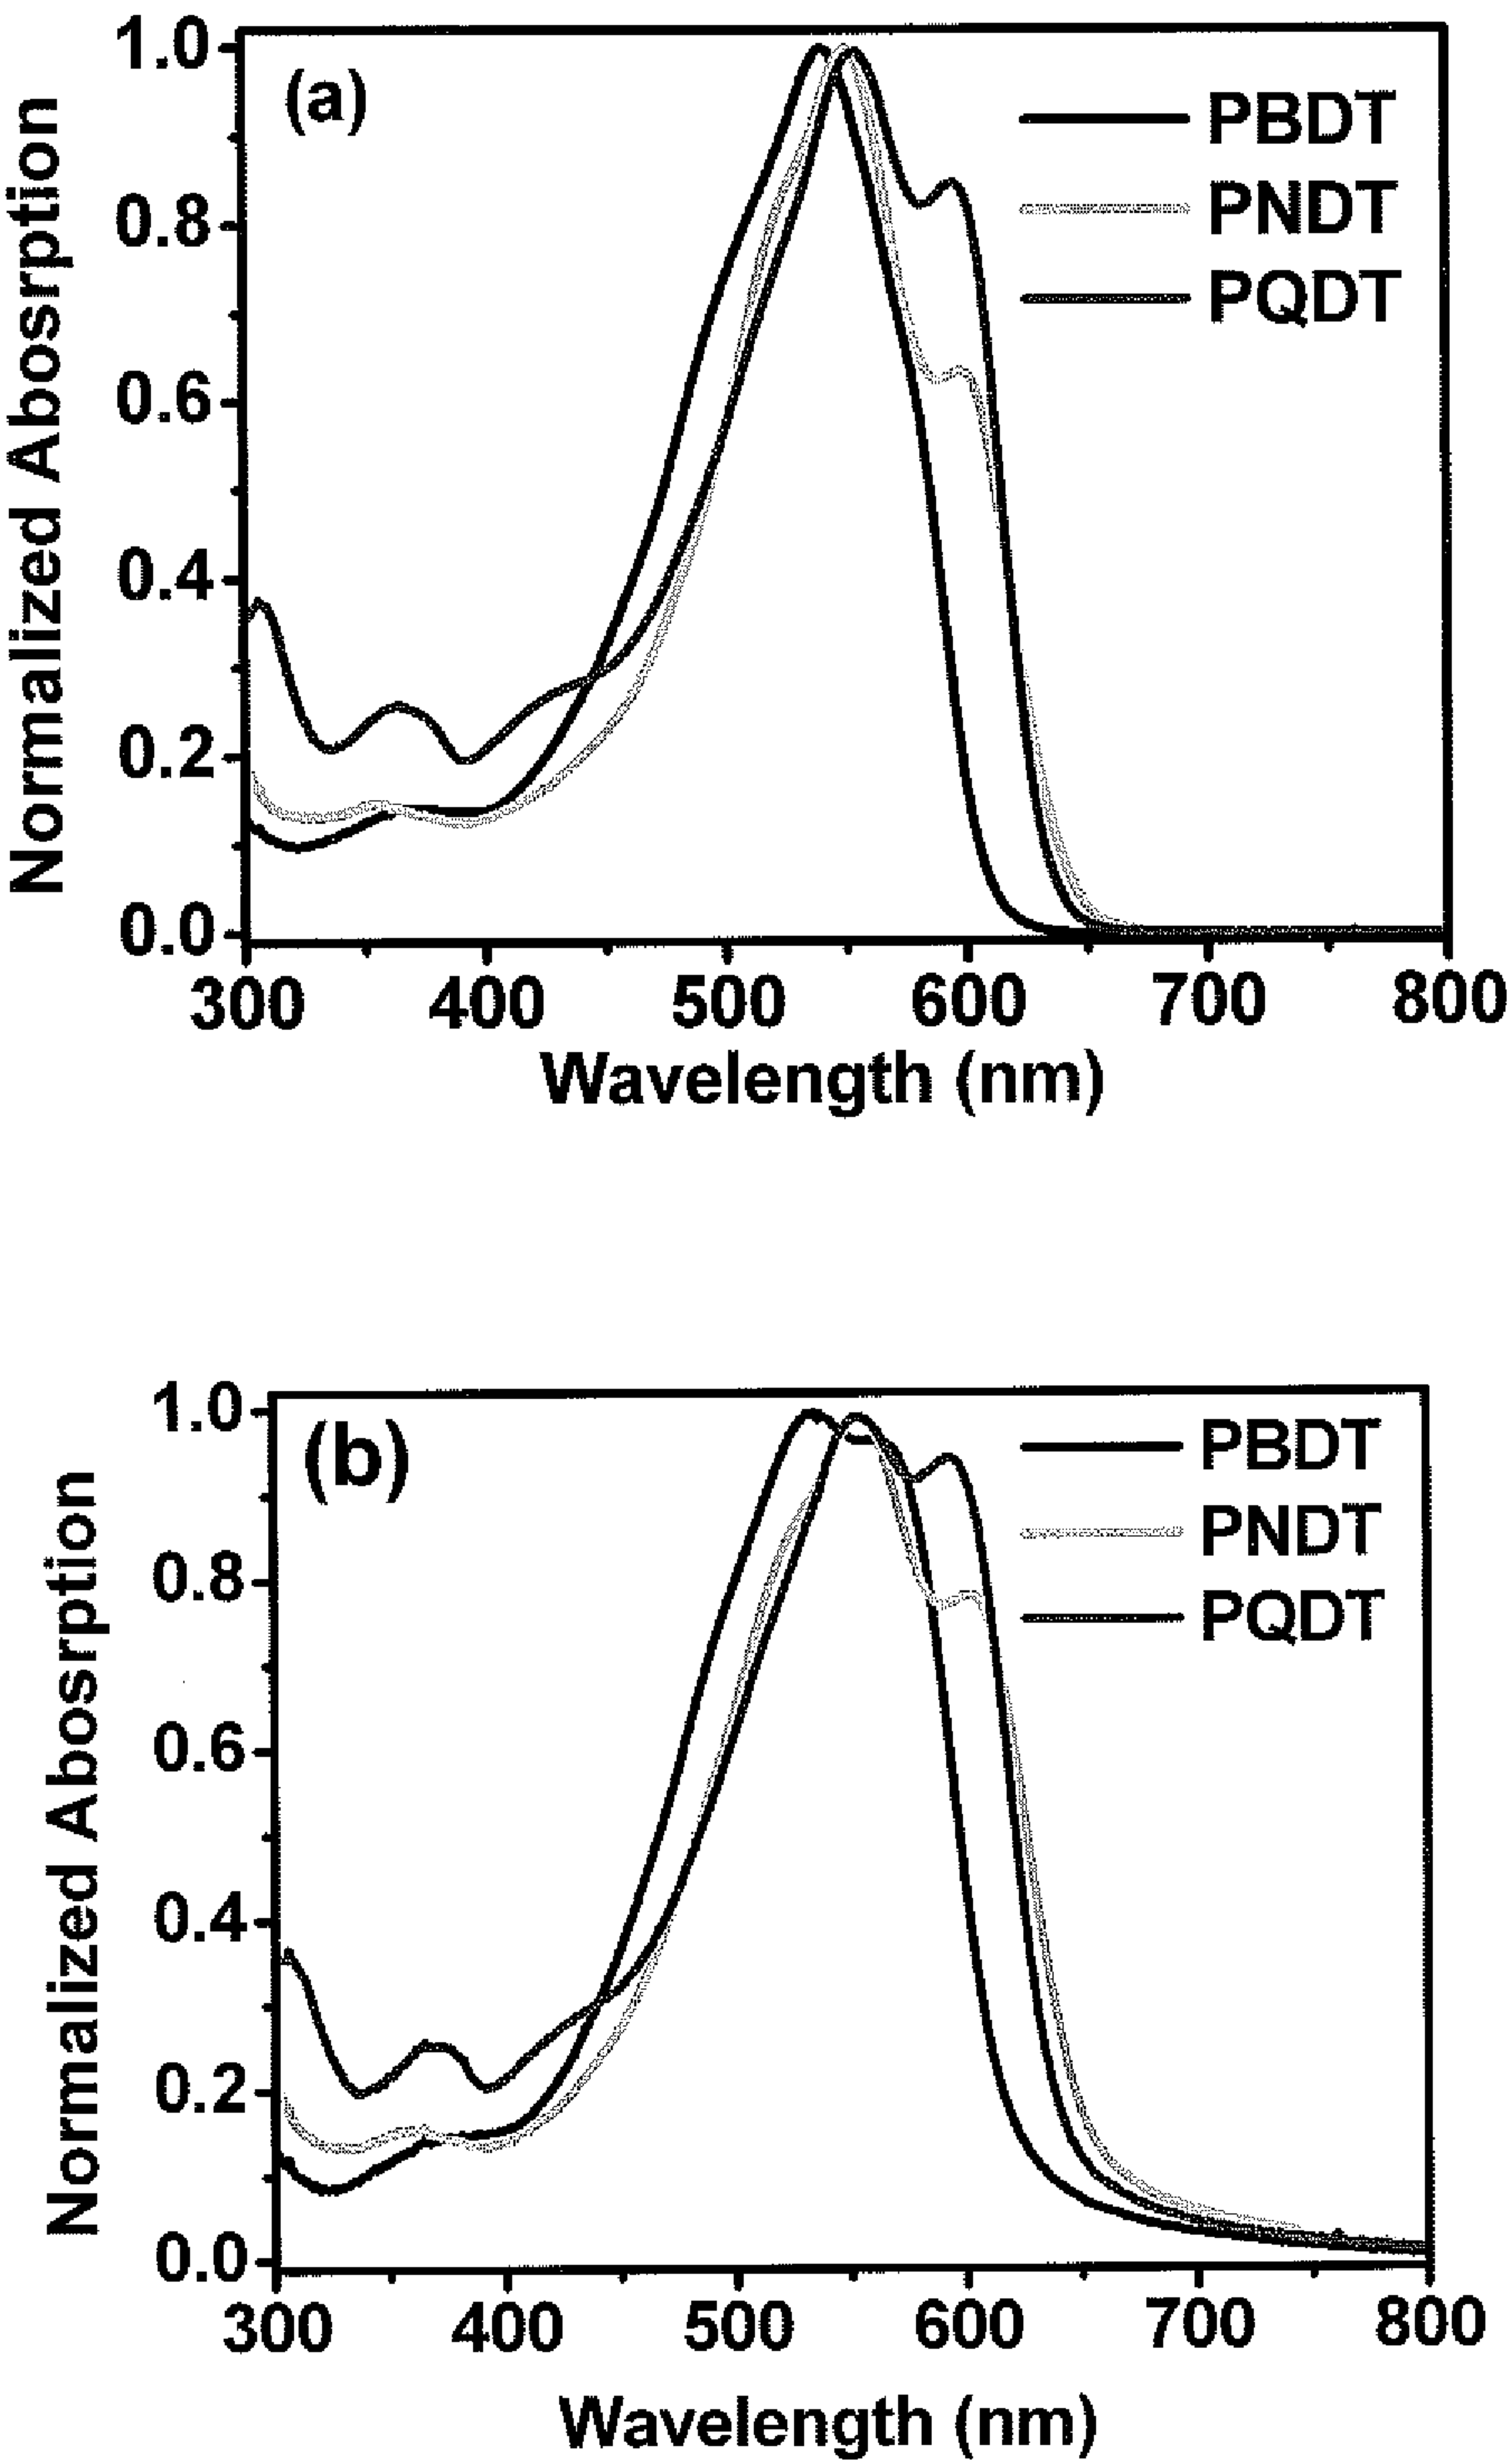 (a)
PBDT
PNDT
PQDT
Normalized Abosrption
1.0
0.8
0.6
0.4
0.2
0.0
300 400 500 600 700 800
Wavelength (nm)
(b)
PBDT
PNDT
PQDT
Normalized Abosrption
1.0
0.8
0.6
0.4
0.2
0.0
300 400 500 600 700 800
Wavelength (nm)